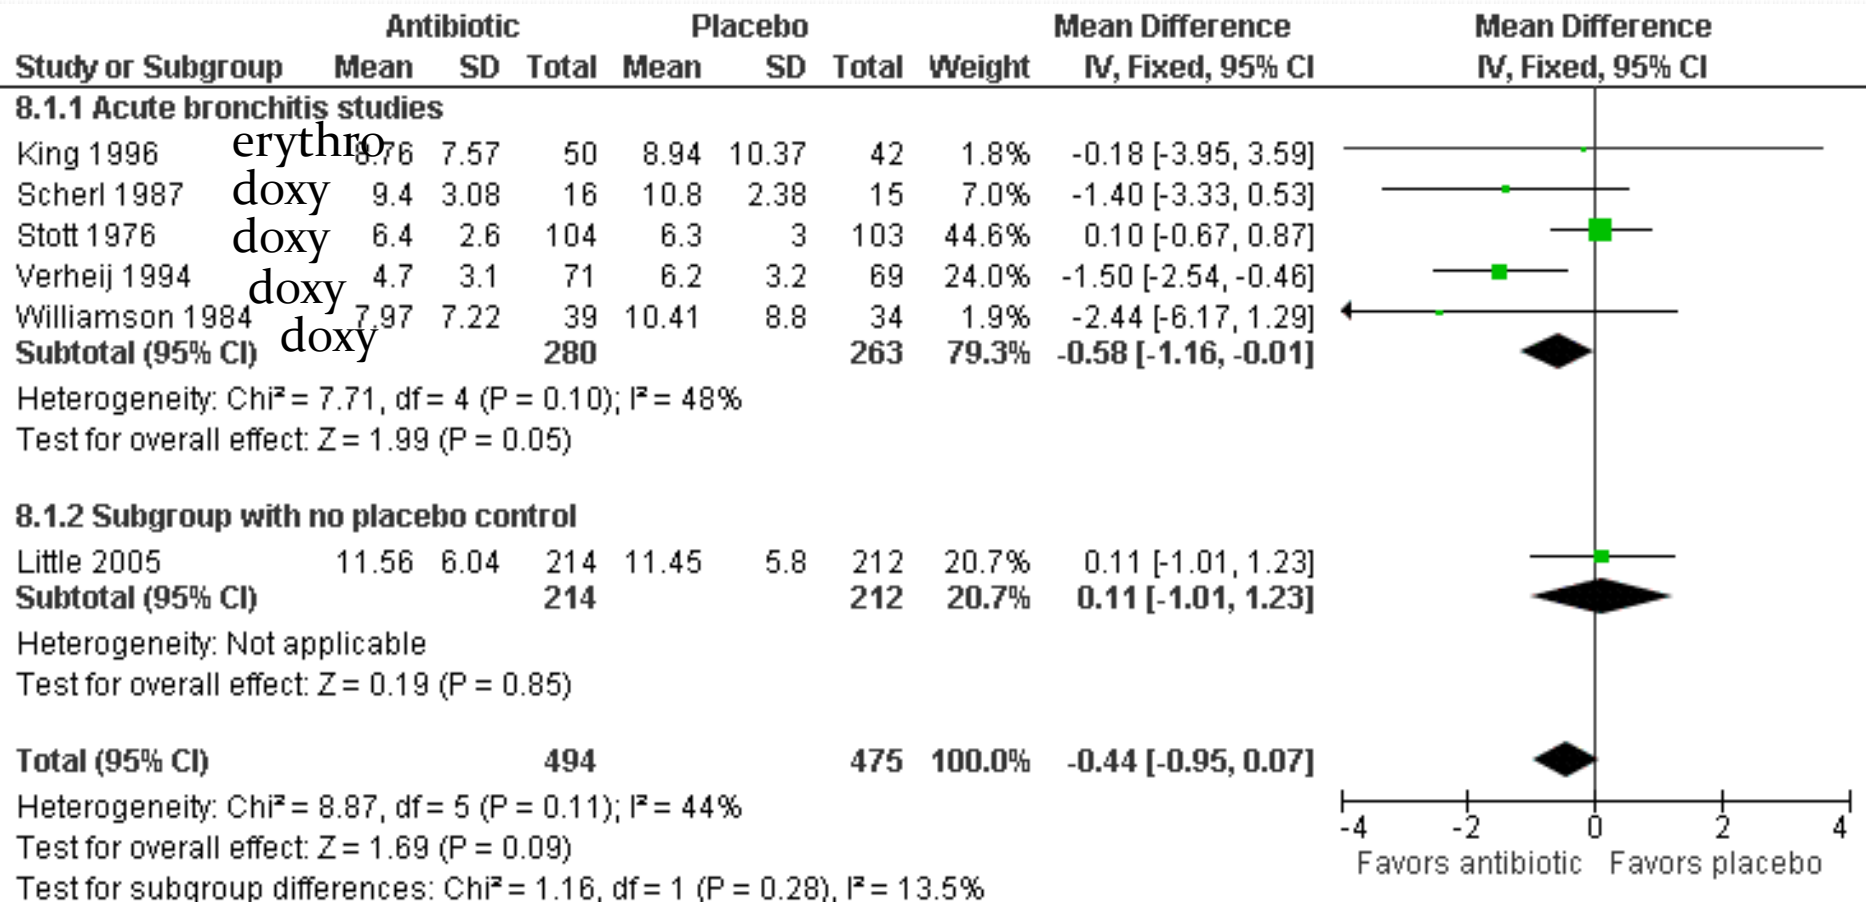 Antibiotic Placebo Mean Difference Mean Difference
Study or Subgroup Mean SD Total Mean SD Total Weight IV, Fixed, 95% CI IV, Fixed, 95% CI
8.1.1 Acute bronchitis studies
King 1996 erythro 8.76 7.57 50 8.94 10.37 42 1.8% -0.18 [-3.95, 3.59]
Scherl 1987 doxy 9.4 3.08 16 10.8 2.38 15 7.0% -1.40 [-3.33, 0.53]
Stott 1976 doxy 6.4 2.6 104 6.3 3 103 44.6% 0.10 [-0.67, 0.87]
Verheij 1994 doxy 4.7 3.1 71 6.2 3.2 69 24.0% -1.50 [-2.54, -0.46]
Williamson 1984 doxy 7.97 7.22 39 10.41 8.8 34 1.9% -2.44 [-6.17, 1.29]
Subtotal (95% CI) 280 263 79.3% -0.58 [-1.16, -0.01]
Heterogeneity: Chi² = 7.71, df = 4 (P = 0.10); I² = 48%
Test for overall effect: Z = 1.99 (P = 0.05)
8.1.2 Subgroup with no placebo control
Little 2005 11.56 6.04 214 11.45 5.8 212 20.7% 0.11 [-1.01, 1.23]
Subtotal (95% CI) 214 212 20.7% 0.11 [-1.01, 1.23]
Heterogeneity: Not applicable
Test for overall effect: Z = 0.19 (P = 0.85)
Total (95% CI) 494 475 100.0% -0.44 [-0.95, 0.07]
Heterogeneity: Chi² = 8.87, df = 5 (P = 0.11); I² = 44%
Test for overall effect: Z = 1.69 (P = 0.09)
Test for subgroup differences: Chi² = 1.16, df = 1 (P = 0.28), I² = 13.5%
-4 -2 0 2 4
Favors antibiotic Favors placebo